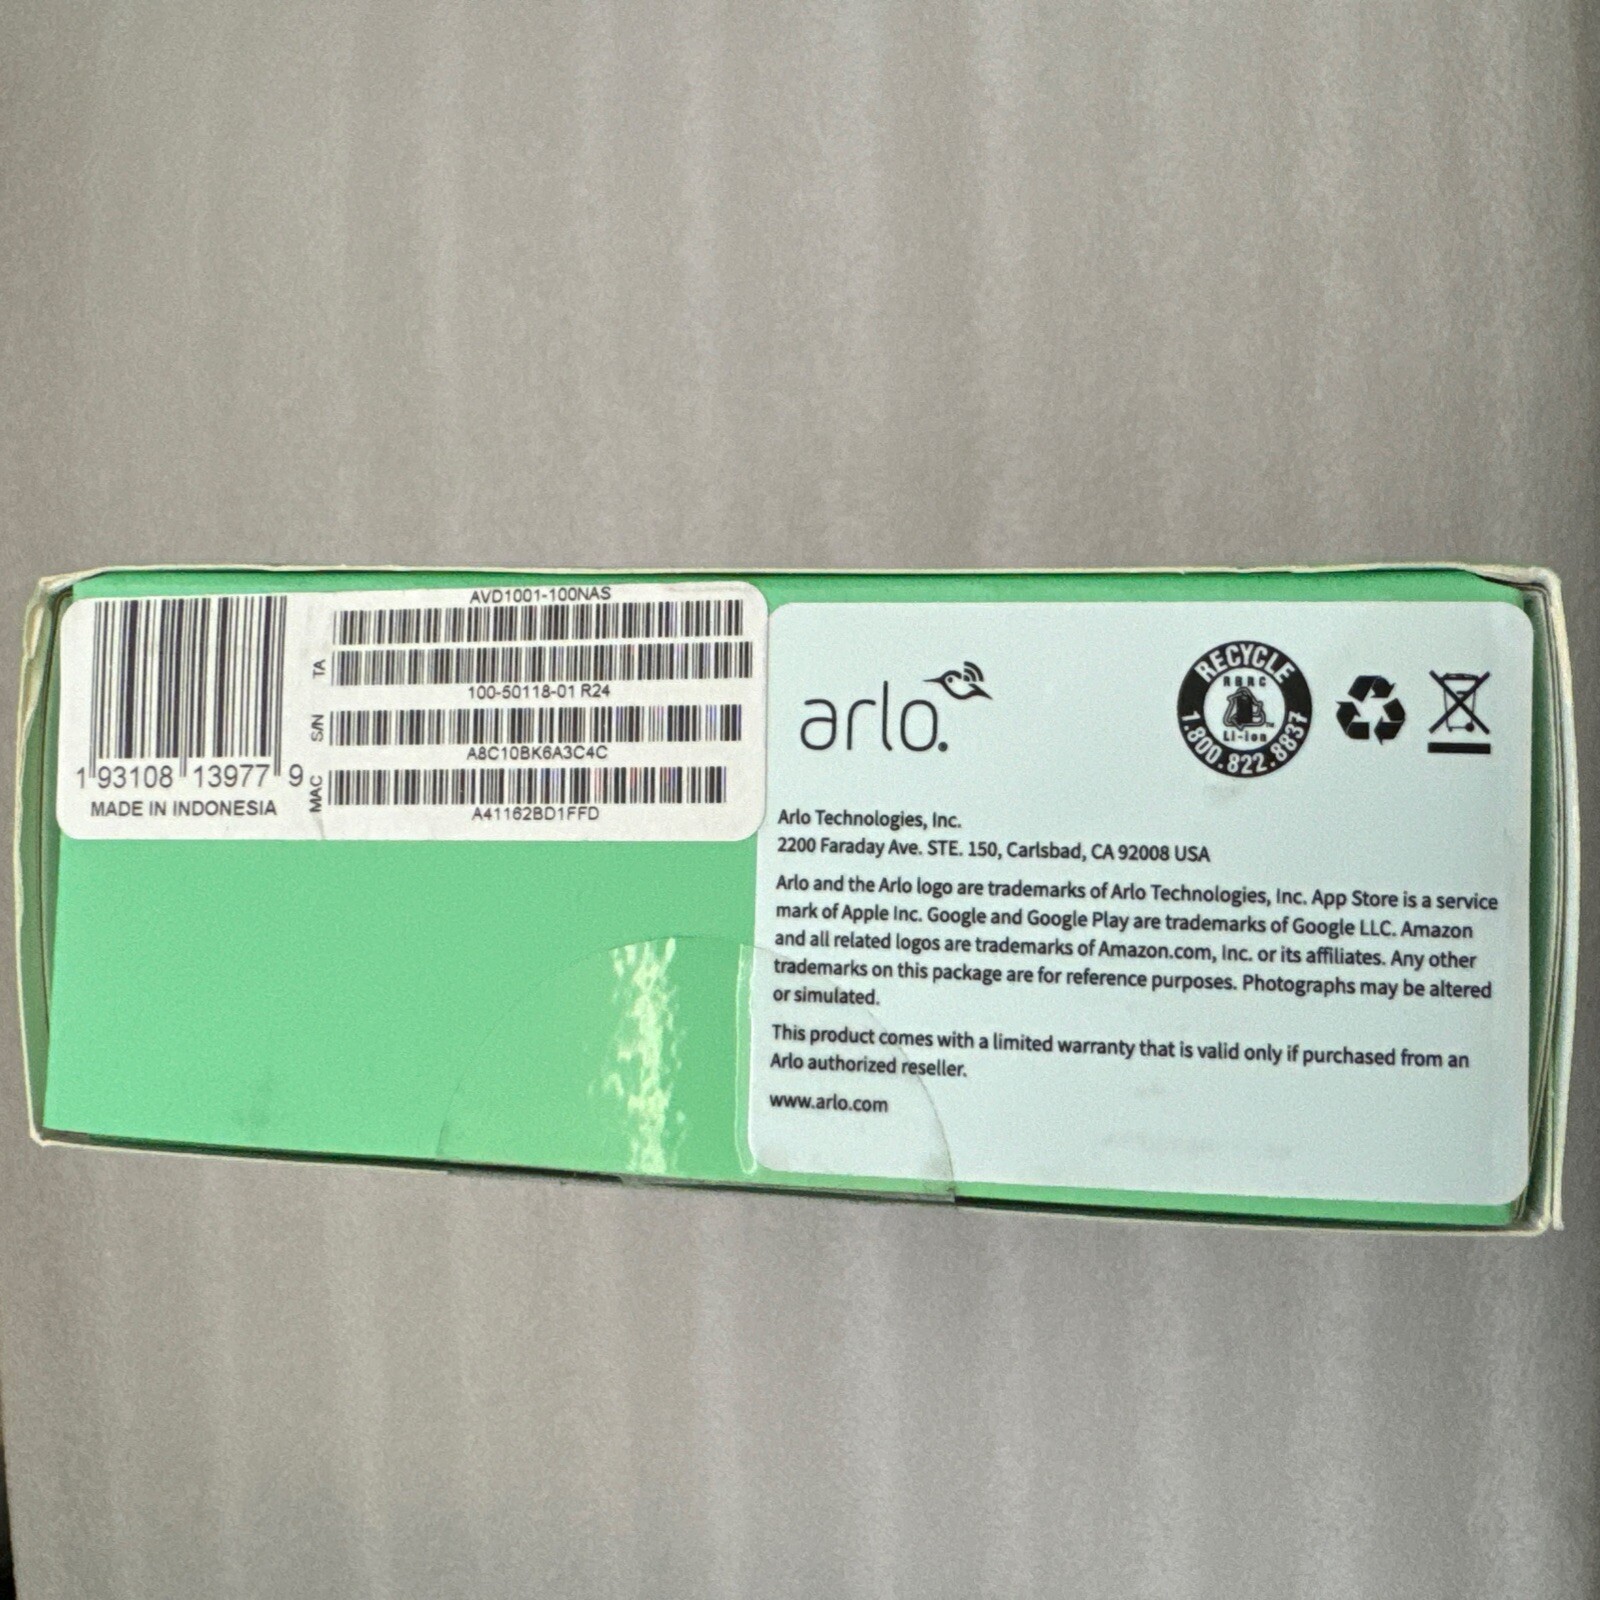 AVD1001-100NAS
TA
100-50118-01 R24
S/N
A8C10BK6A3C4C
MAC
A41162BD1FFD
1 93108 13977 9
MADE IN INDONESIA
arlo
RECYCLE
RBRC
Li-ion
1.800.822.8837
Arlo Technologies, Inc.
2200 Faraday Ave. STE. 150, Carlsbad, CA 92008 USA
Arlo and the Arlo logo are trademarks of Arlo Technologies, Inc. App Store is a service
mark of Apple Inc. Google and Google Play are trademarks of Google LLC. Amazon
and all related logos are trademarks of Amazon.com, Inc. or its affiliates. Any other
trademarks on this package are for reference purposes. Photographs may be altered
or simulated.
This product comes with a limited warranty that is valid only if purchased from an
Arlo authorized reseller.
www.arlo.com